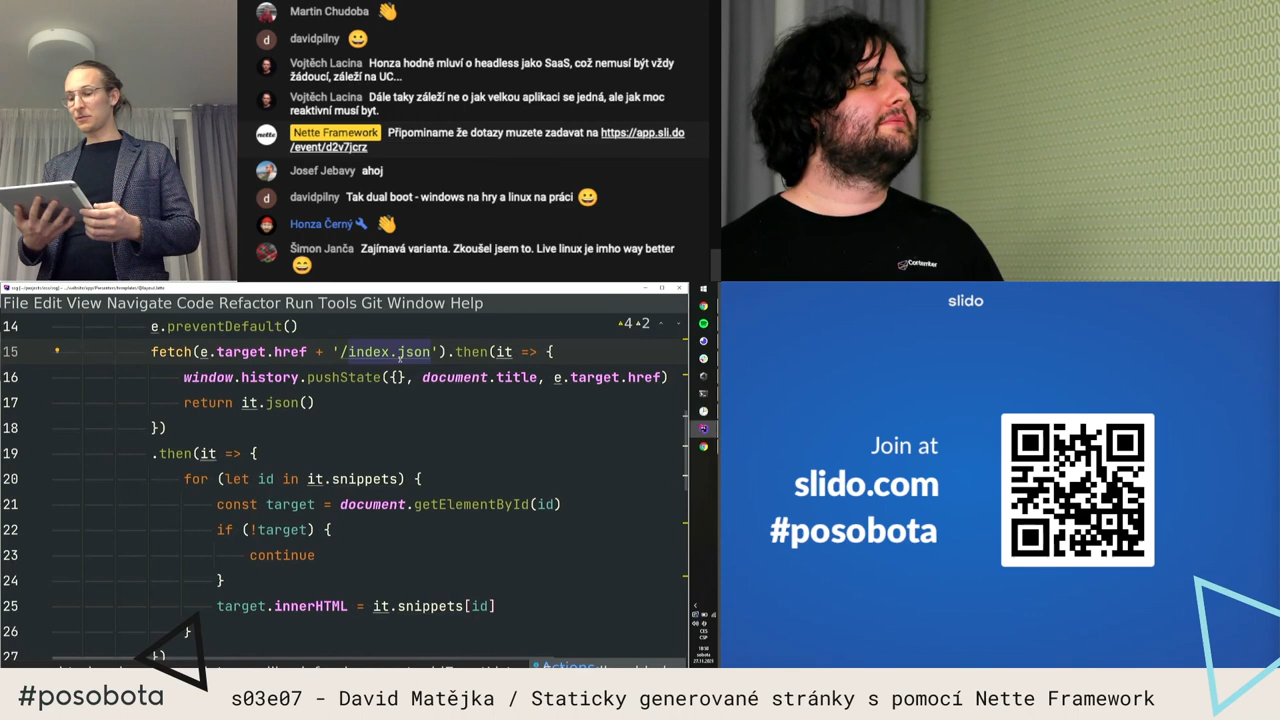 Martin Chudoba
davidpilny
Vojtěch Lacina Honza hodně mluví o headless jako SaaS, což nemusí být vždy
žádoucí, záleží na UC...
Vojtěch Lacina Dále taky záleží ne o jak velkou aplikaci se jedná, ale jak moc
reaktivní musí byt.
nette Nette Framework Připominame že dotazy muzete zadavat na https://app.sli.do
/event/d2v7jcrz
Josef Jebavy ahoj
davidpilny Tak dual boot - windows na hry a linux na práci
Honza Černý
Šimon Janča Zajímavá varianta. Zkoušel jsem to. Live linux je imho way better
Contember
File Edit View Navigate Code Refactor Run Tools Git Window Help
14 e.preventDefault()
4 2
15 fetch(e.target.href + '/index.json').then(it => {
16 window.history.pushState({}, document.title, e.target.href)
17 return it.json()
18 })
19 .then(it => {
20 for (let id in it.snippets) {
21 const target = document.getElementById(id)
22 if (!target) {
23 continue
24 }
25 target.innerHTML = it.snippets[id]
26 }
27 })
slido
Join at
slido.com
#posobota
#posobota
s03e07 - David Matějka / Staticky generované stránky s pomocí Nette Framework